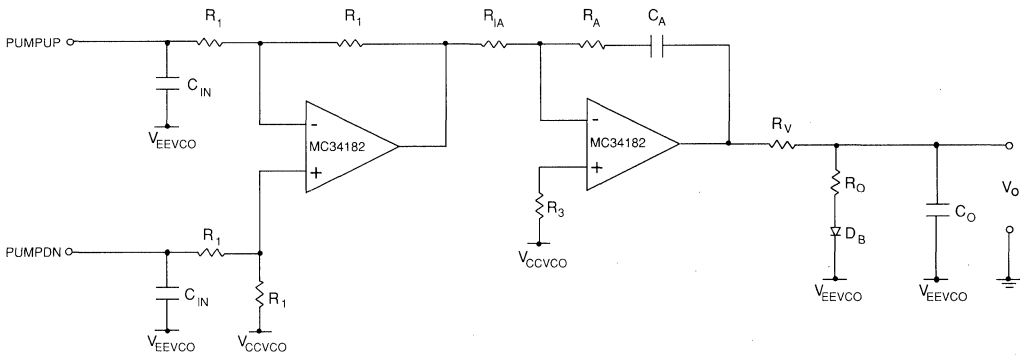 R1 R1 RIA RA CA
PUMPUP
CIN
VEEVCO
- MC34182 +
- MC34182 +
RV
R3
VCCVCO
RO
DB
VEEVCO
CO
VEEVCO
VO
PUMPDN
R1
CIN
R1
VEEVCO
VCCVCO